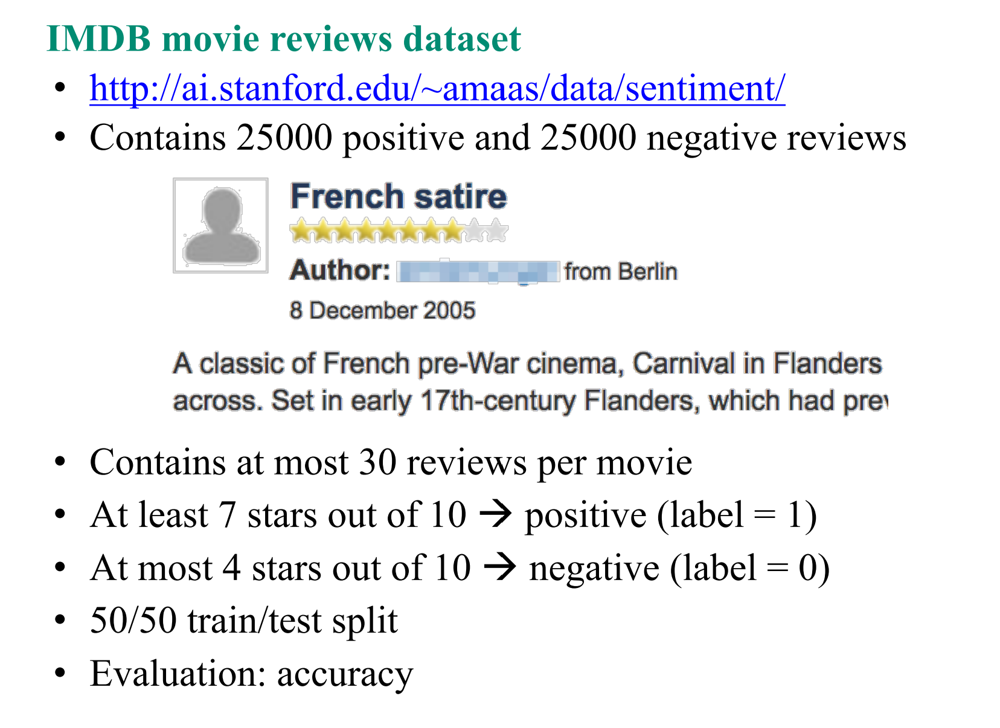 IMDB movie reviews dataset
• http://ai.stanford.edu/~amaas/data/sentiment/
• Contains 25000 positive and 25000 negative reviews
French satire
Author: from Berlin
8 December 2005
A classic of French pre-War cinema, Carnival in Flanders
across. Set in early 17th-century Flanders, which had
• Contains at most 30 reviews per movie
• At least 7 stars out of 10 → positive (label = 1)
• At most 4 stars out of 10 → negative (label = 0)
• 50/50 train/test split
• Evaluation: accuracy